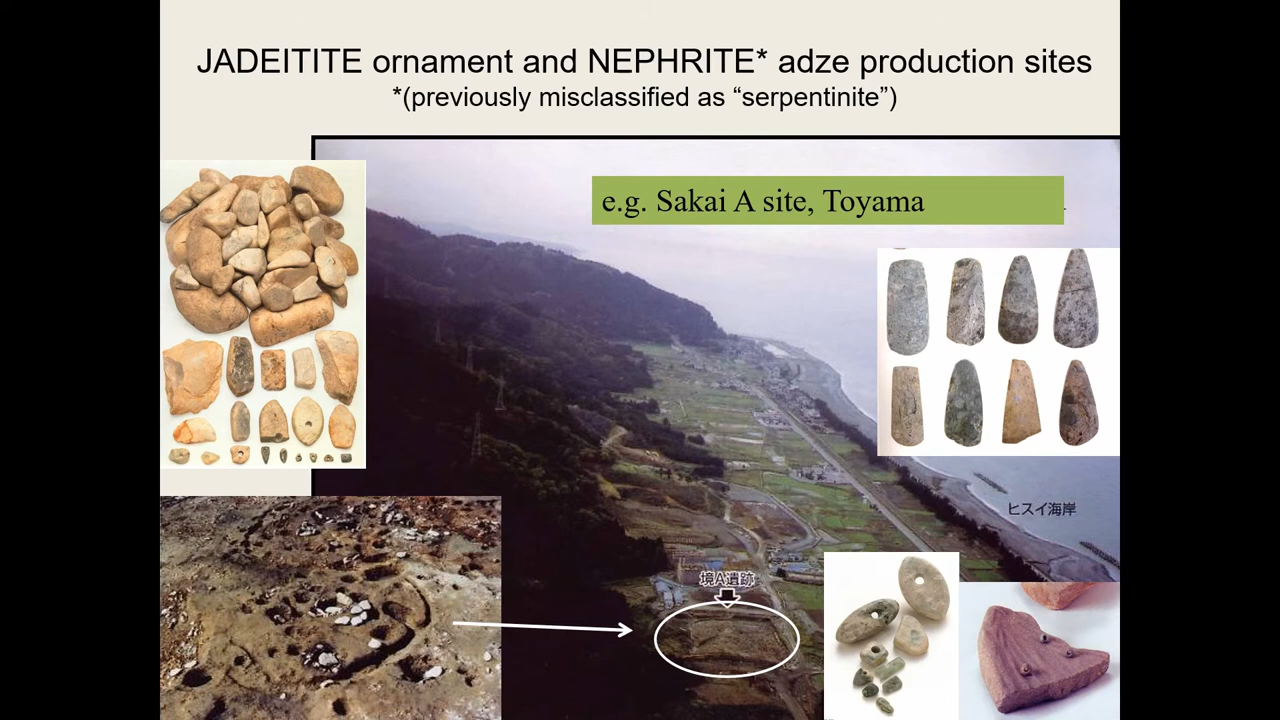 JADEITITE ornament and NEPHRITE* adze production sites
*(previously misclassified as “serpentinite”)
e.g. Sakai A site, Toyama
ヒスイ海岸
境A遺跡